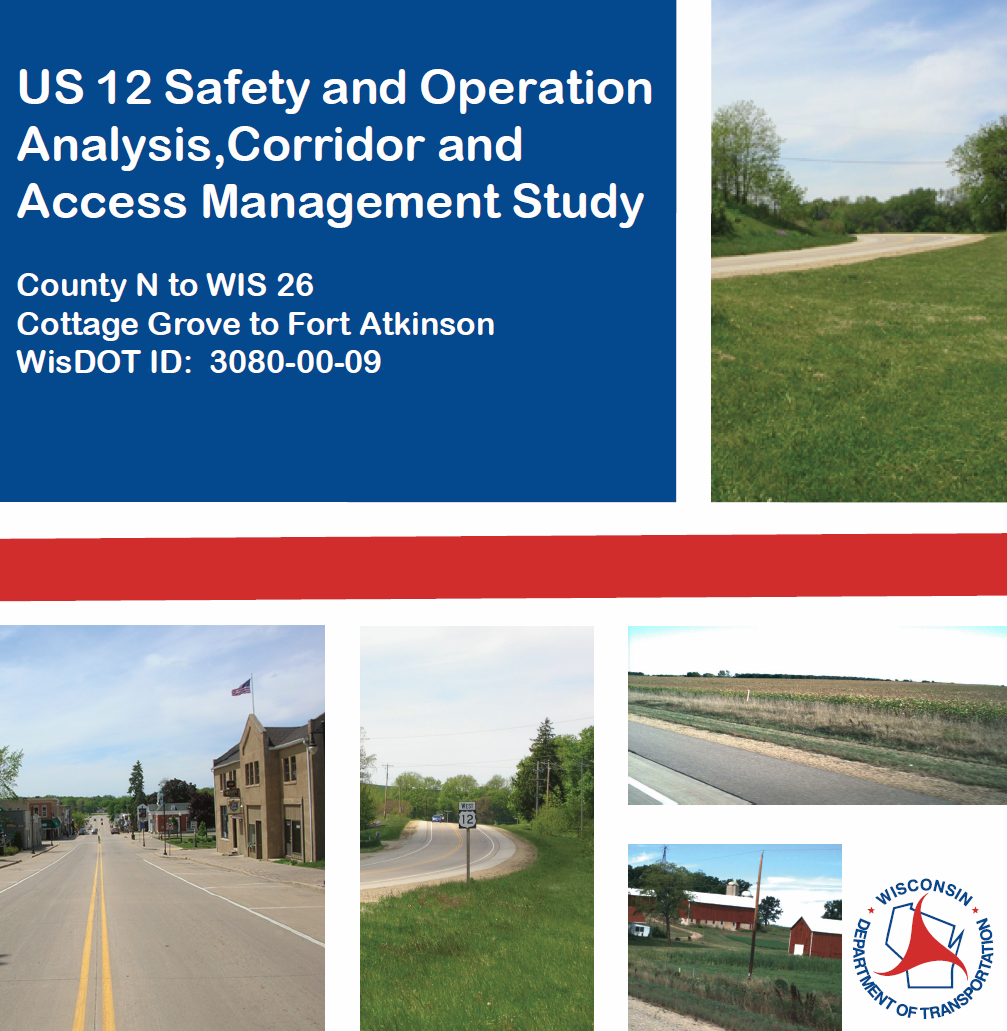 US 12 Safety and Operation
Analysis,Corridor and
Access Management Study
County N to WIS 26
Cottage Grove to Fort Atkinson
WisDOT ID: 3080-00-09
WEST
12
WISCONSIN
DEPARTMENT OF TRANSPORTATION